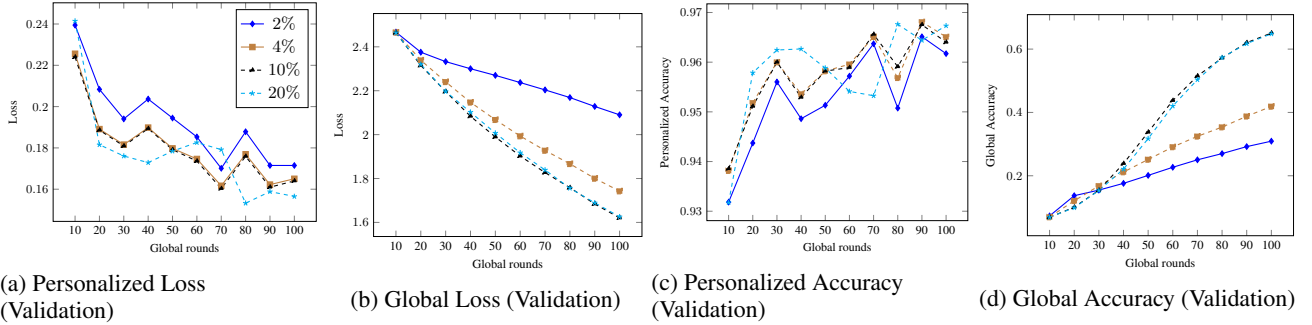 0.24
0.22
0.2
0.18
0.16
Loss
2%
4%
10%
20%
10 20 30 40 50 60 70 80 90 100
Global rounds
(a) Personalized Loss
(Validation)
2.4
2.2
2
1.8
1.6
Loss
10 20 30 40 50 60 70 80 90 100
Global rounds
(b) Global Loss (Validation)
0.97
0.96
0.95
0.94
0.93
Personalized Accuracy
10 20 30 40 50 60 70 80 90 100
Global rounds
(c) Personalized Accuracy
(Validation)
0.6
0.4
0.2
Global Accuracy
10 20 30 40 50 60 70 80 90 100
Global rounds
(d) Global Accuracy (Validation)